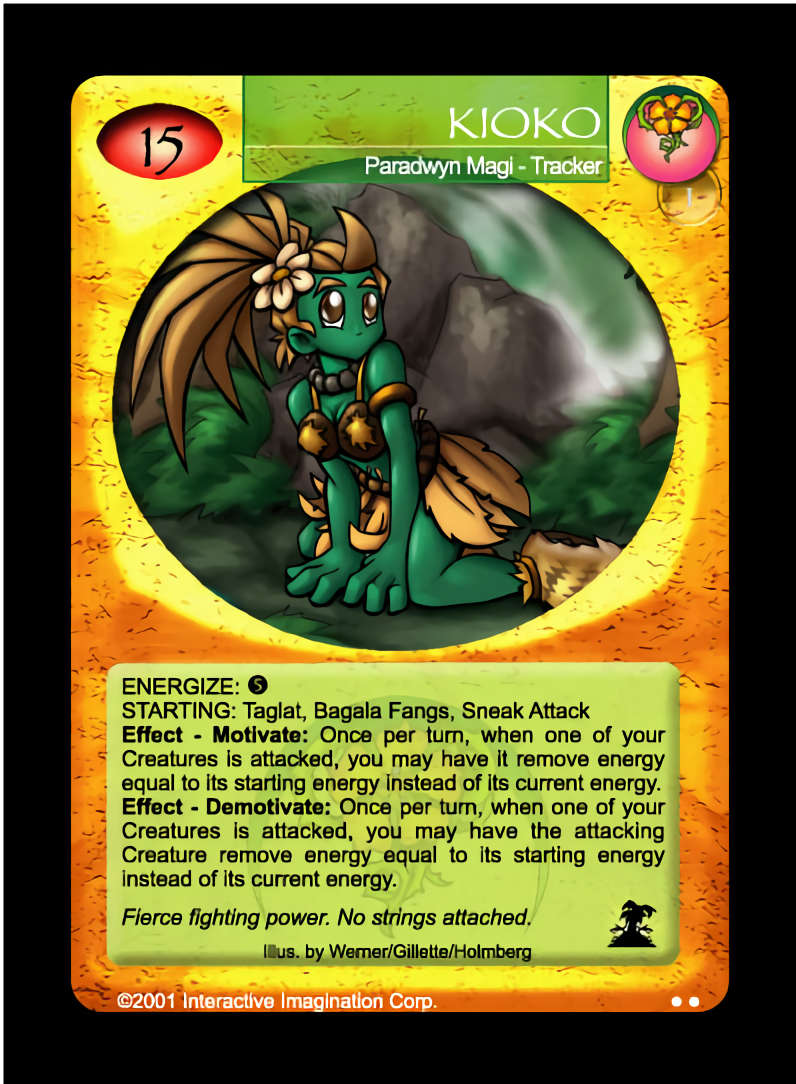 15
KIOKO
Paradwyn Magi - Tracker
1
ENERGIZE: 5
STARTING: Taglat, Bagala Fangs, Sneak Attack
Effect - Motivate: Once per turn, when one of your
Creatures is attacked, you may have it remove energy
equal to its starting energy instead of its current energy.
Effect - Demotivate: Once per turn, when one of your
Creatures is attacked, you may have the attacking
Creature remove energy equal to its starting energy
instead of its current energy.
Fierce fighting power. No strings attached.
Illus. by Werner/Gillette/Holmberg
©2001 Interactive Imagination Corp.